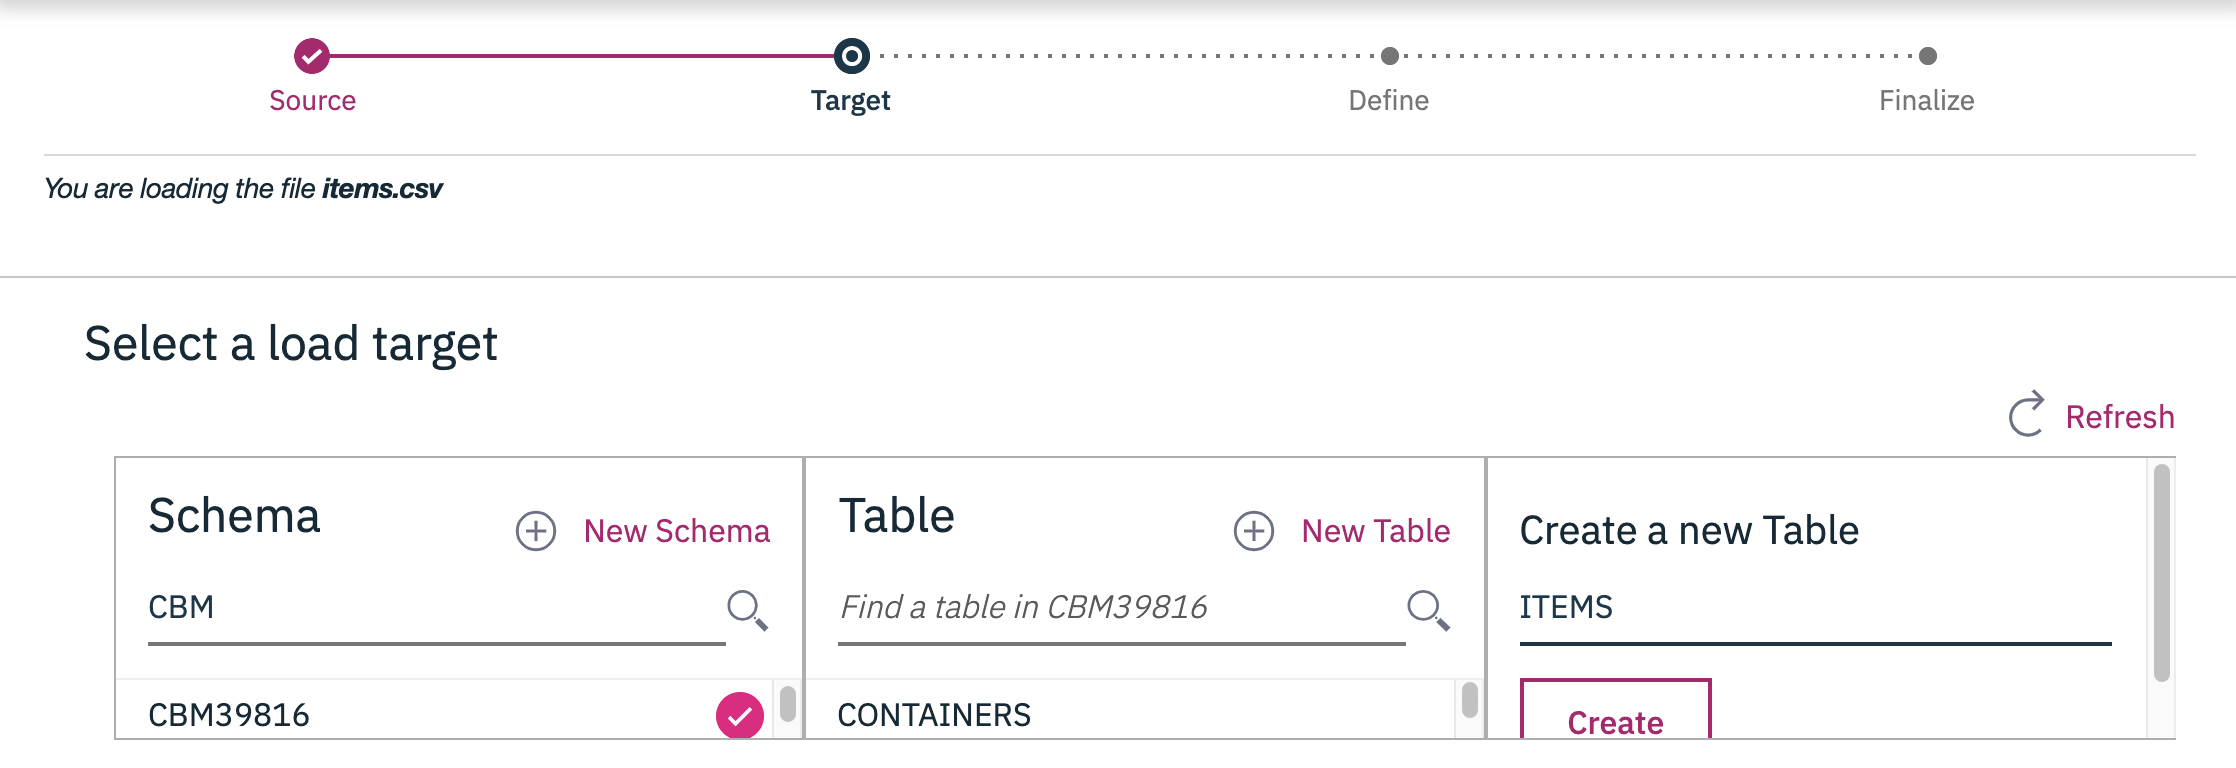 Source
Target
Define
Finalize
You are loading the file items.csv
Select a load target
Refresh
Schema
New Schema
CBM
CBM39816
Table
New Table
Find a table in CBM39816
CONTAINERS
Create a new Table
ITEMS
Create